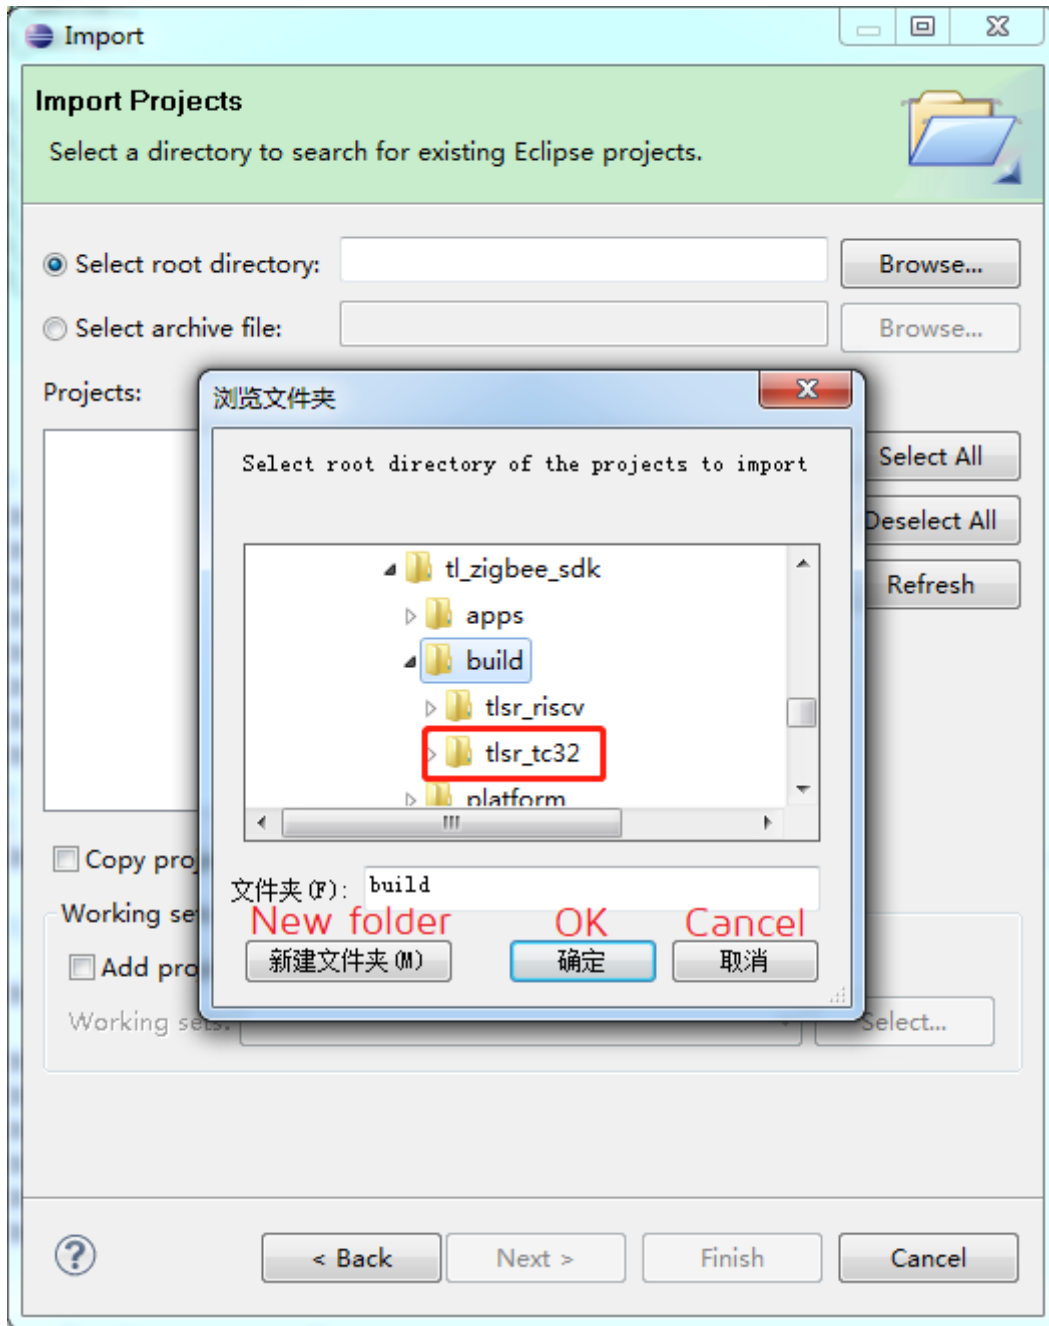 Import
Import Projects
Select a directory to search for existing Eclipse projects.
Select root directory:
Browse...
Select archive file:
Browse...
Projects:
浏览文件夹
Select root directory of the projects to import
Select All
Deselect All
Refresh
tl_zigbee_sdk
apps
build
tlsr_riscv
tlsr_tc32
platform
Copy proj
文件夹(F):
build
Working se
New folder
OK
Cancel
Add pro
新建文件夹(M)
确定
取消
Working sets:
Select...
?
< Back
Next >
Finish
Cancel